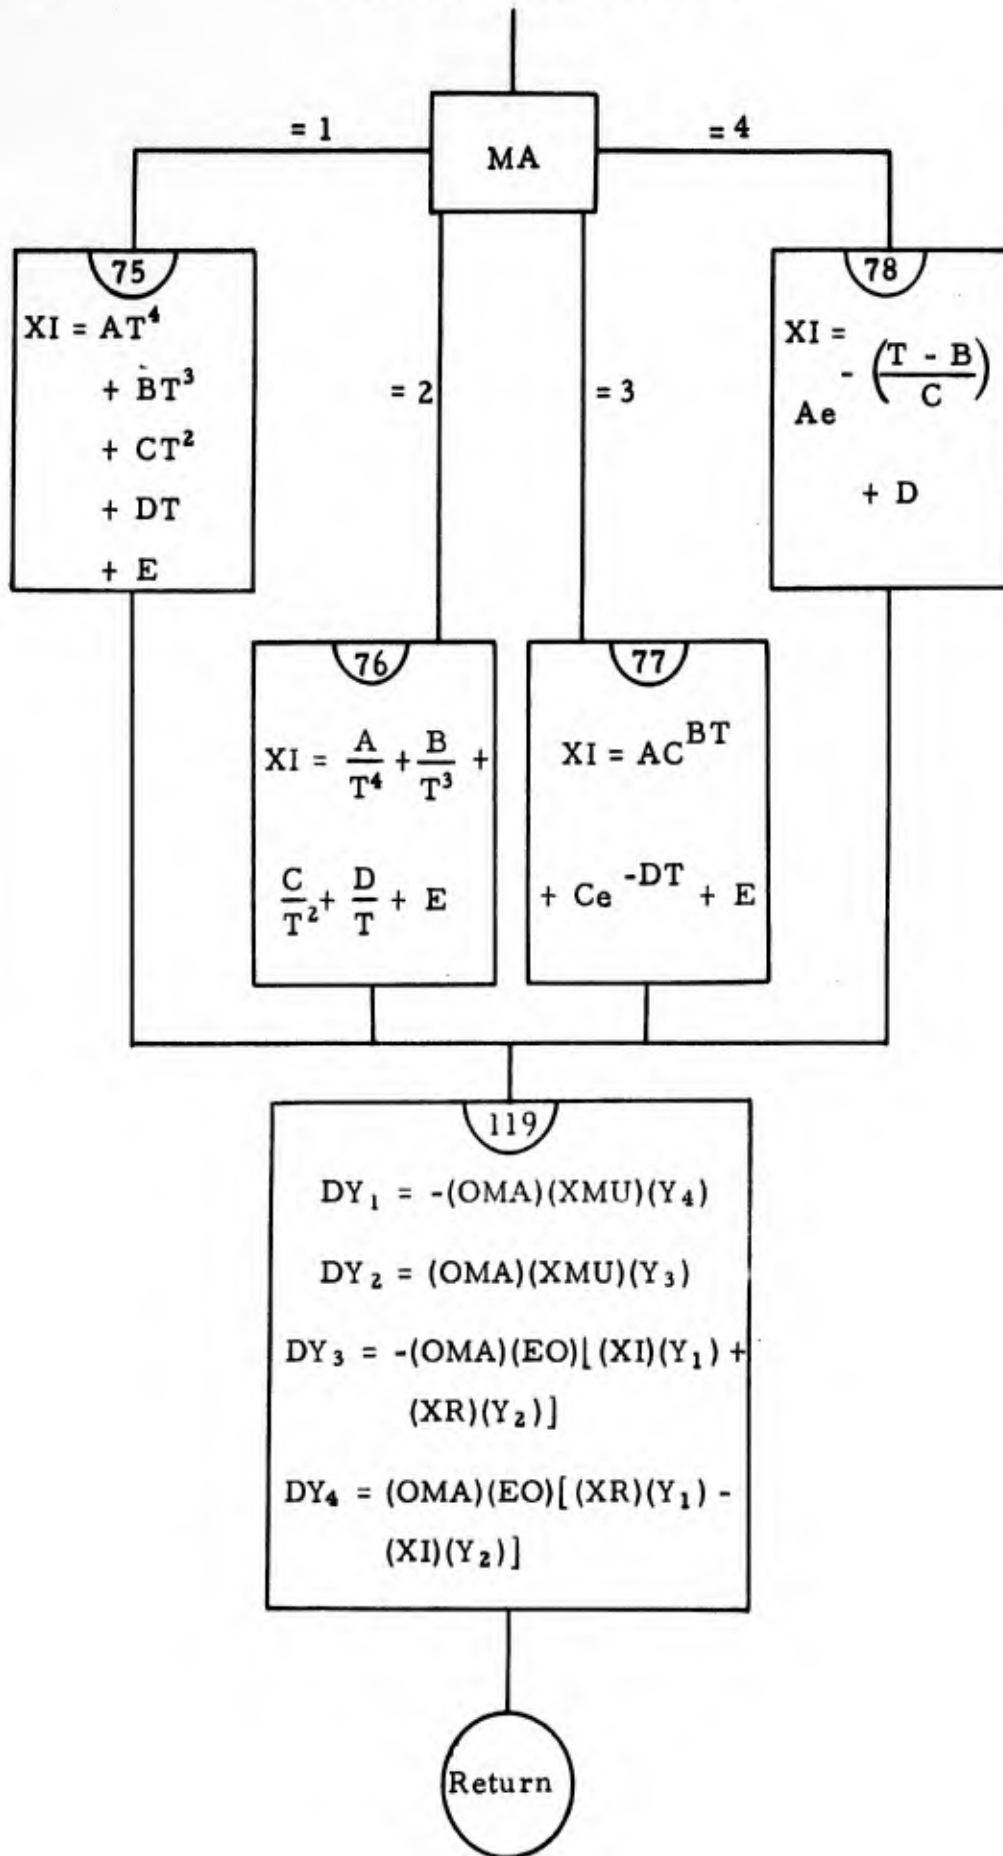 MA
= 1
= 4
= 2
= 3
75
XI = AT⁴
+ BT³
+ CT²
+ DT
+ E
78
XI =
Ae^-((T - B)/C)
+ D
76
XI = A/T⁴ + B/T³ +
C/T² + D/T + E
77
XI = AC^BT
+ Ce^-DT + E
119
DY₁ = -(OMA)(XMU)(Y₄)
DY₂ = (OMA)(XMU)(Y₃)
DY₃ = -(OMA)(EO)[(XI)(Y₁) +
(XR)(Y₂)]
DY₄ = (OMA)(EO)[(XR)(Y₁) -
(XI)(Y₂)]
Return